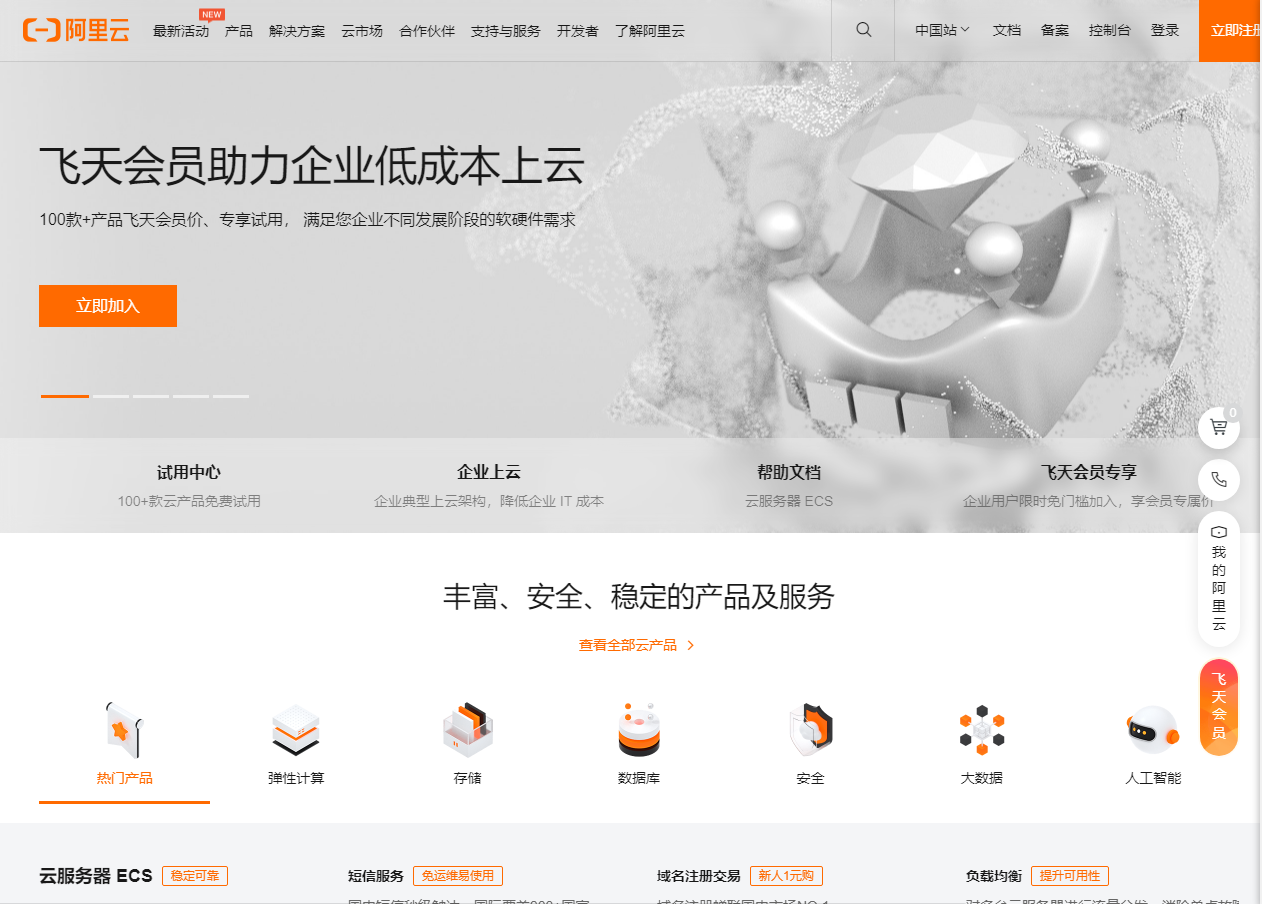 阿里云
最新活动 NEW 产品 解决方案 云市场 合作伙伴 支持与服务 开发者 了解阿里云 中国站 文档 备案 控制台 登录 立即注
飞天会员助力企业低成本上云
100款+产品飞天会员价、专享试用， 满足您企业不同发展阶段的软硬件需求
立即加入
0
试用中心 企业上云 帮助文档 飞天会员专享
100+款云产品免费试用 企业典型上云架构，降低企业 IT 成本 云服务器 ECS 企业用户限时免门槛加入，享会员专属价
我的阿里云
丰富、安全、稳定的产品及服务
查看全部云产品
飞天会员
热门产品 弹性计算 存储 数据库 安全 大数据 人工智能
云服务器 ECS 稳定可靠 短信服务 免运维易使用 域名注册交易 新人1元购 负载均衡 提升可用性